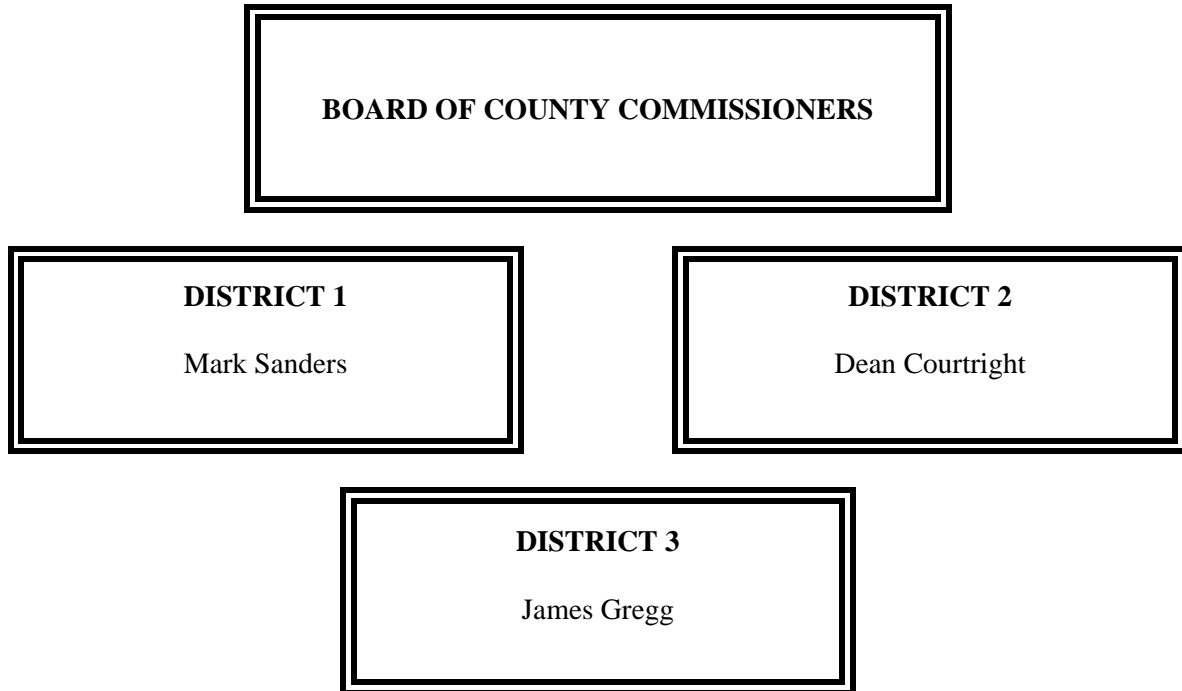 BOARD OF COUNTY COMMISSIONERS
DISTRICT 1
Mark Sanders
DISTRICT 2
Dean Courtright
DISTRICT 3
James Gregg